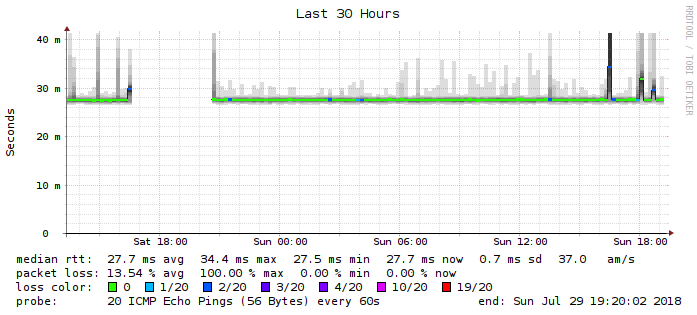 Last 30 Hours
RRDTOOL / TOBI OETIKER
Seconds
40 m
30 m
20 m
10 m
0
Sat 18:00 Sun 00:00 Sun 06:00 Sun 12:00 Sun 18:00
median rtt: 27.7 ms avg 34.4 ms max 27.5 ms min 27.7 ms now 0.7 ms sd 37.0 am/s
packet loss: 13.54 % avg 100.00 % max 0.00 % min 0.00 % now
loss color: 0 1/20 2/20 3/20 4/20 10/20 19/20
probe: 20 ICMP Echo Pings (56 Bytes) every 60s end: Sun Jul 29 19:20:02 2018